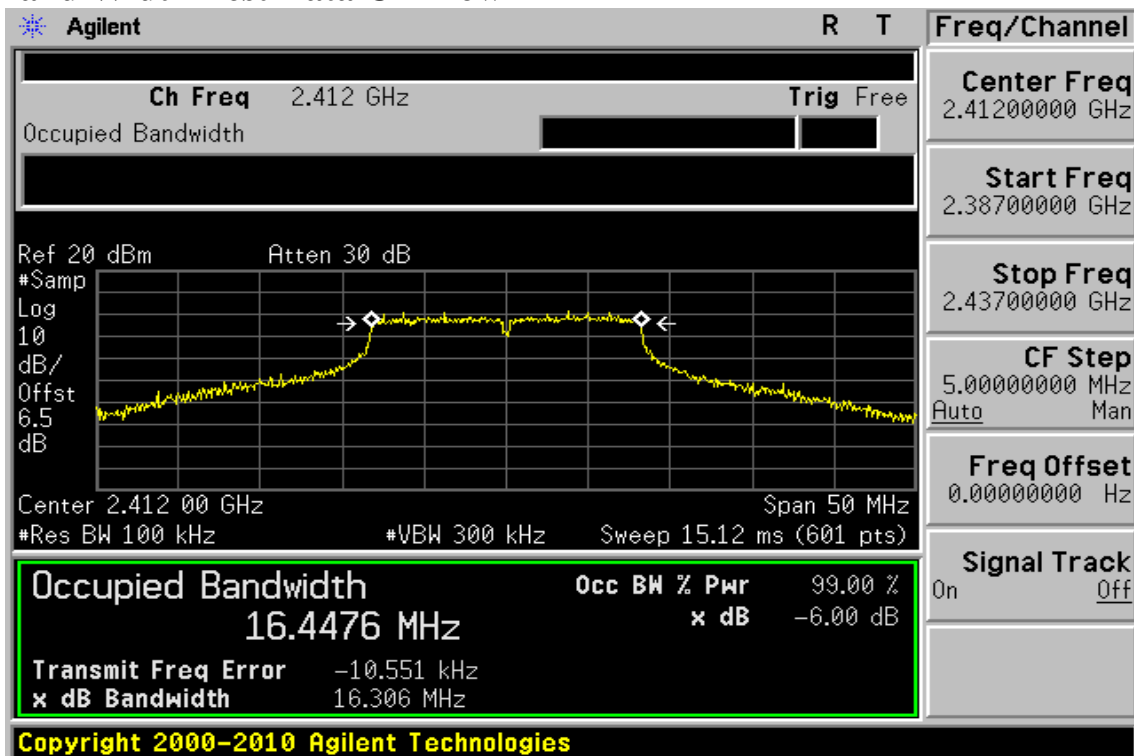 Agilent R T
Freq/Channel
Ch Freq 2.412 GHz Trig Free
Occupied Bandwidth
Center Freq
2.41200000 GHz
Start Freq
2.38700000 GHz
Stop Freq
2.43700000 GHz
CF Step
5.00000000 MHz
Auto Man
Freq Offset
0.00000000 Hz
Signal Track
On Off
Ref 20 dBm Atten 30 dB
#Samp
Log
10
dB/
Offst
6.5
dB
Center 2.412 00 GHz Span 50 MHz
#Res BW 100 kHz #VBW 300 kHz Sweep 15.12 ms (601 pts)
Occupied Bandwidth Occ BW % Pwr 99.00 %
16.4476 MHz x dB -6.00 dB
Transmit Freq Error -10.551 kHz
x dB Bandwidth 16.306 MHz
Copyright 2000-2010 Agilent Technologies